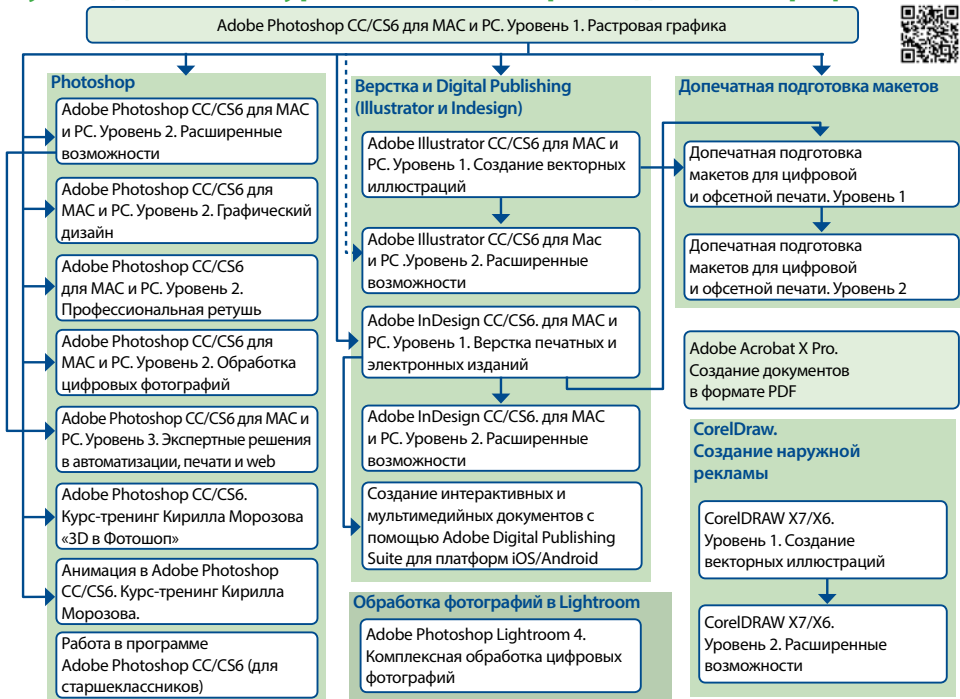 Adobe Photoshop CC/CS6 для МАС и РС. Уровень 1. Растровая графика
Photoshop
Adobe Photoshop CC/CS6 для МАС
и РС. Уровень 2. Расширенные
возможности
Adobe Photoshop CC/CS6 для
МАС и РС. Уровень 2. Графический
дизайн
Adobe Photoshop CC/CS6
для МАС и РС. Уровень 2.
Профессиональная ретушь
Adobe Photoshop CC/CS6 для
МАС и РС. Уровень 2. Обработка
цифровых фотографий
Adobe Photoshop CC/CS6 для МАС и
РС. Уровень 3. Экспертные решения
в автоматизации, печати и web
Adobe Photoshop CC/CS6.
Курс-тренинг Кирилла Морозова
«3D в Фотошоп»
Анимация в Adobe Photoshop
CC/CS6. Курс-тренинг Кирилла
Морозова.
Работа в программе
Adobe Photoshop CC/CS6 (для
старшеклассников)
Верстка и Digital Publishing
(Illustrator и Indesign)
Adobe Illustrator CC/CS6 для МАС и
РС. Уровень 1. Создание векторных
иллюстраций
Adobe Illustrator CC/CS6 для Mac
и РС .Уровень 2. Расширенные
возможности
Adobe InDesign CC/CS6. для МАС и
РС. Уровень 1. Верстка печатных и
электронных изданий
Adobe InDesign CC/CS6. для МАС
и РС. Уровень 2. Расширенные
возможности
Создание интерактивных и
мультимедийных документов с
помощью Adobe Digital Publishing
Suite для платформ iOS/Android
Обработка фотографий в Lightroom
Adobe Photoshop Lightroom 4.
Комплексная обработка цифровых
фотографий
Допечатная подготовка макетов
Допечатная подготовка
макетов для цифровой
и офсетной печати. Уровень 1
Допечатная подготовка
макетов для цифровой
и офсетной печати. Уровень 2
Adobe Acrobat X Pro.
Создание документов
в формате PDF
CorelDraw.
Создание наружной
рекламы
CorelDRAW X7/X6.
Уровень 1. Создание
векторных иллюстраций
CorelDRAW X7/X6.
Уровень 2. Расширенные
возможности